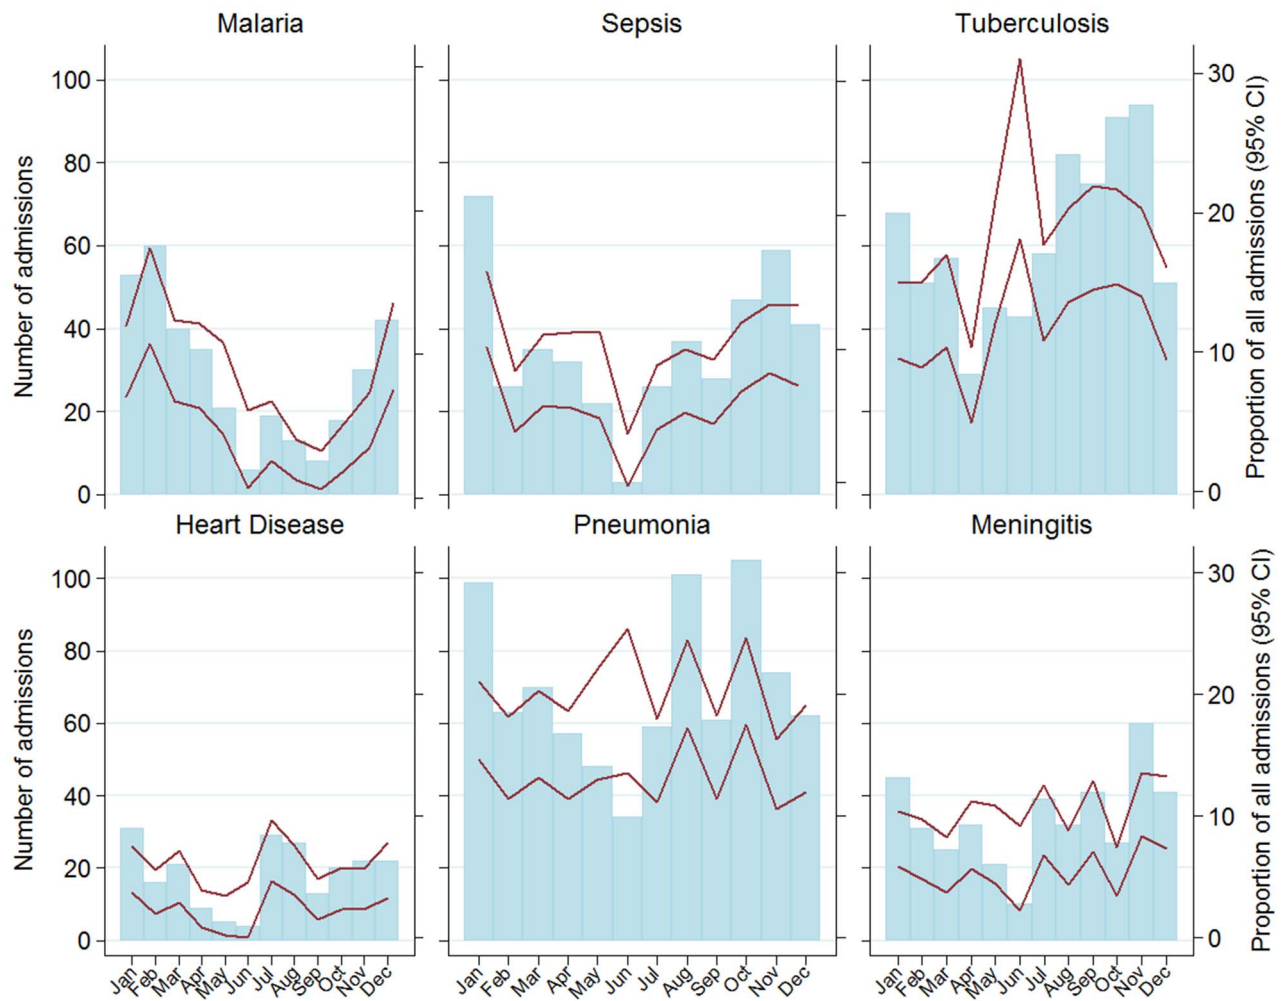 Malaria
Sepsis
Tuberculosis
Number of admissions
100
80
60
40
20
0
30
20
10
0
Proportion of all admissions (95% CI)
Heart Disease
Pneumonia
Meningitis
Number of admissions
100
80
60
40
20
0
30
20
10
0
Proportion of all admissions (95% CI)
Jan Feb Mar Apr May Jun Jul Aug Sep Oct Nov Dec
Jan Feb Mar Apr May Jun Jul Aug Sep Oct Nov Dec
Jan Feb Mar Apr May Jun Jul Aug Sep Oct Nov Dec